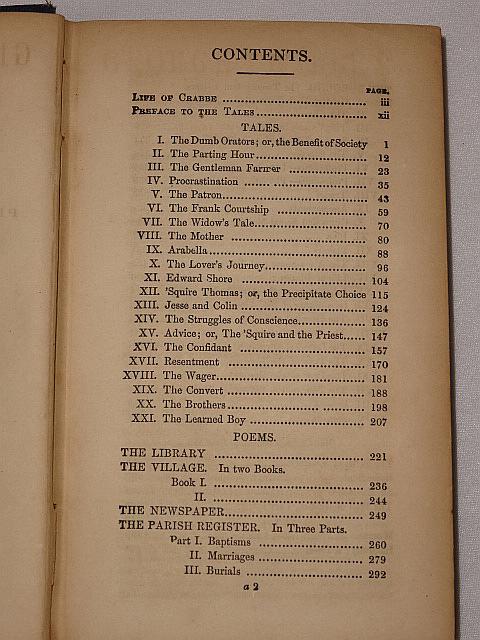 CONTENTS.
PAGE.
LIFE OF CRABBE ........ iii
PREFACE TO THE TALES ........ xii
TALES.
I. The Dumb Orators; or, the Benefit of Society 1
II. The Parting Hour ........ 12
III. The Gentleman Farmer ........ 23
IV. Procrastination ........ 35
V. The Patron ........ 43
VI. The Frank Courtship ........ 59
VII. The Widow's Tale ........ 70
VIII. The Mother ........ 80
IX. Arabella ........ 88
X. The Lover's Journey ........ 96
XI. Edward Shore ........ 104
XII. 'Squire Thomas; or, the Precipitate Choice 115
XIII. Jesse and Colin ........ 124
XIV. The Struggles of Conscience ........ 136
XV. Advice; or, The 'Squire and the Priest ........ 147
XVI. The Confidant ........ 157
XVII. Resentment ........ 170
XVIII. The Wager ........ 181
XIX. The Convert ........ 188
XX. The Brothers ........ 198
XXI. The Learned Boy ........ 207
POEMS.
THE LIBRARY ........ 221
THE VILLAGE. In two Books.
Book I. ........ 236
II. ........ 244
THE NEWSPAPER ........ 249
THE PARISH REGISTER. In Three Parts.
Part I. Baptisms ........ 260
II. Marriages ........ 279
III. Burials ........ 292
a 2